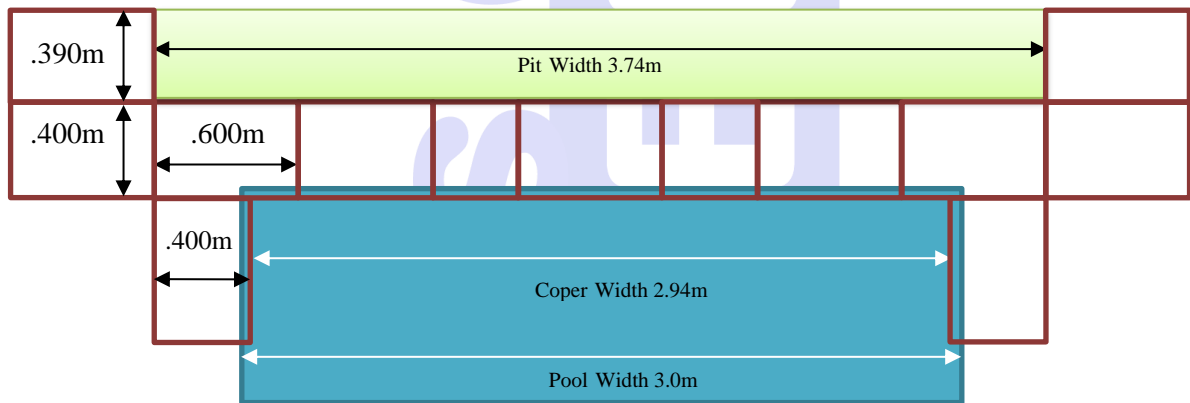 .390m
Pit Width 3.74m
.400m
.600m
.400m
Coper Width 2.94m
Pool Width 3.0m